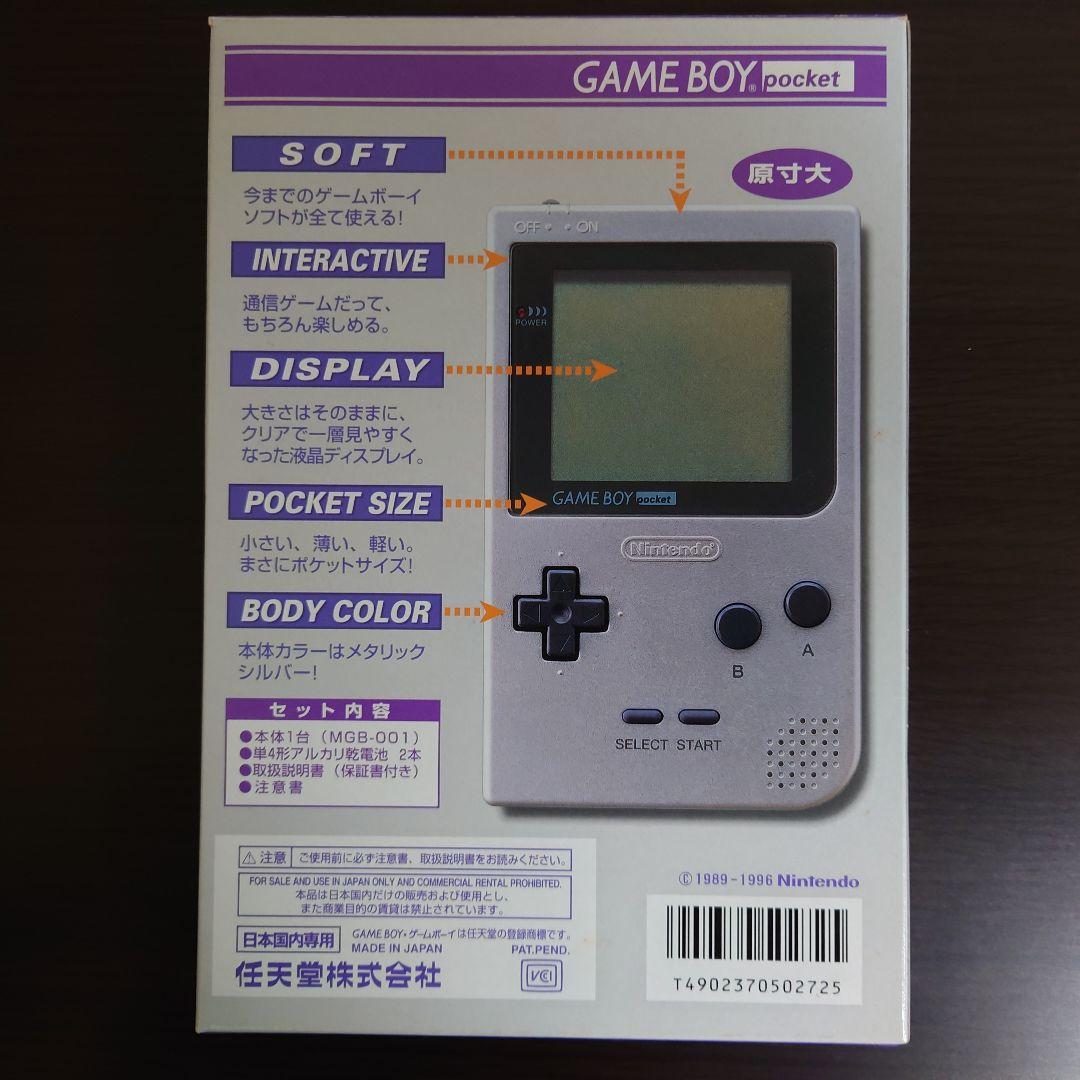 GAME BOY® pocket
SOFT
今までのゲームボーイ
ソフトが全て使える!
原寸大
INTERACTIVE
通信ゲームだって、
もちろん楽しめる。
DISPLAY
大きさはそのままに、
クリアで一層見やすく
なった液晶ディスプレイ。
POCKET SIZE
小さい、薄い、軽い。
まさにポケットサイズ!
BODY COLOR
本体カラーはメタリック
シルバー!
セット内容
●本体1台(MGB-001)
●単4形アルカリ乾電池 2本
●取扱説明書(保証書付き)
●注意書
OFF ● ● ON
POWER
GAME BOY pocket
Nintendo®
B
A
SELECT START
⚠注意 ご使用前に必ず注意書、取扱説明書をお読みください。
FOR SALE AND USE IN JAPAN ONLY AND COMMERCIAL RENTAL PROHIBITED.
本品は日本国内だけの販売および使用とし、
また商業目的の賃貸は禁止されています。
日本国内専用
GAME BOY・ゲームボーイは任天堂の登録商標です。
MADE IN JAPAN PAT.PEND.
任天堂株式会社
VCI
© 1989-1996 Nintendo
T4902370502725